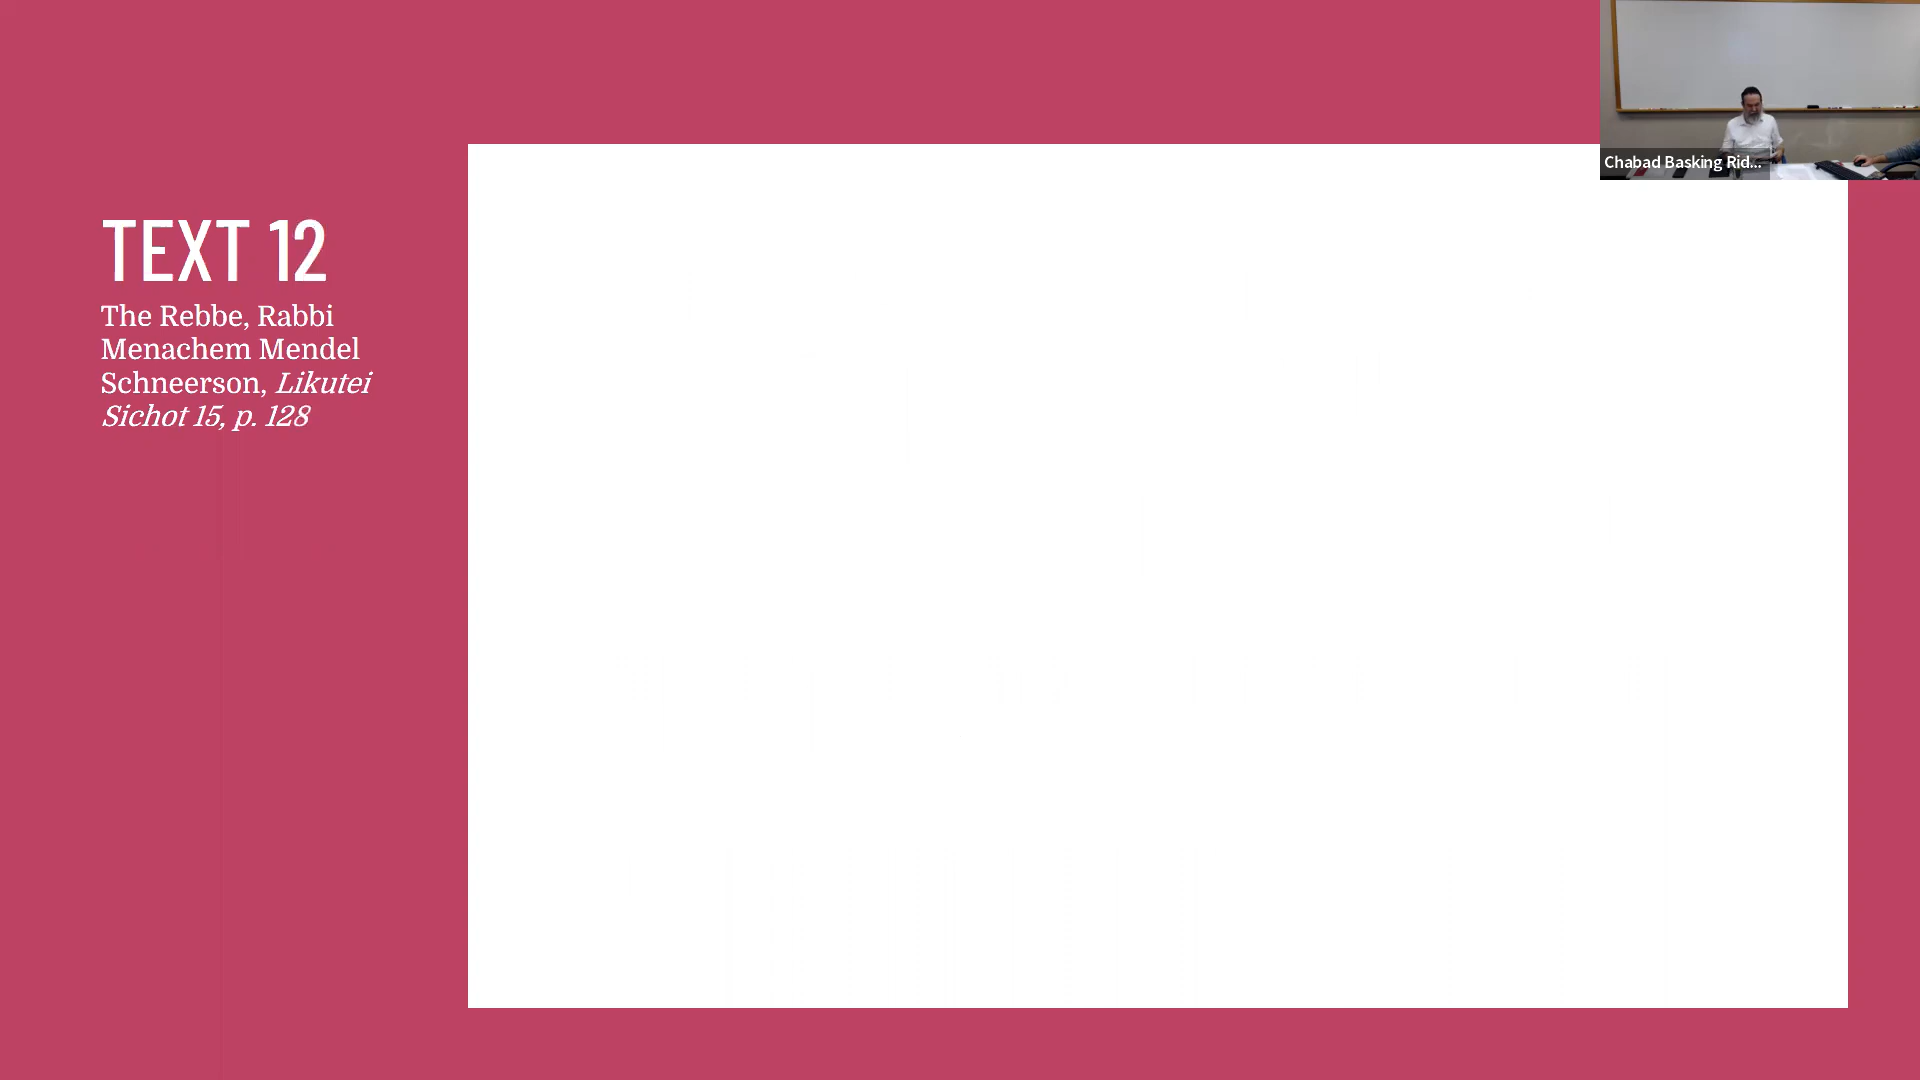 TEXT 12
The Rebbe, Rabbi
Menachem Mendel
Schneerson, Likutei
Sichot 15, p. 128
Chabad Basking Rid...